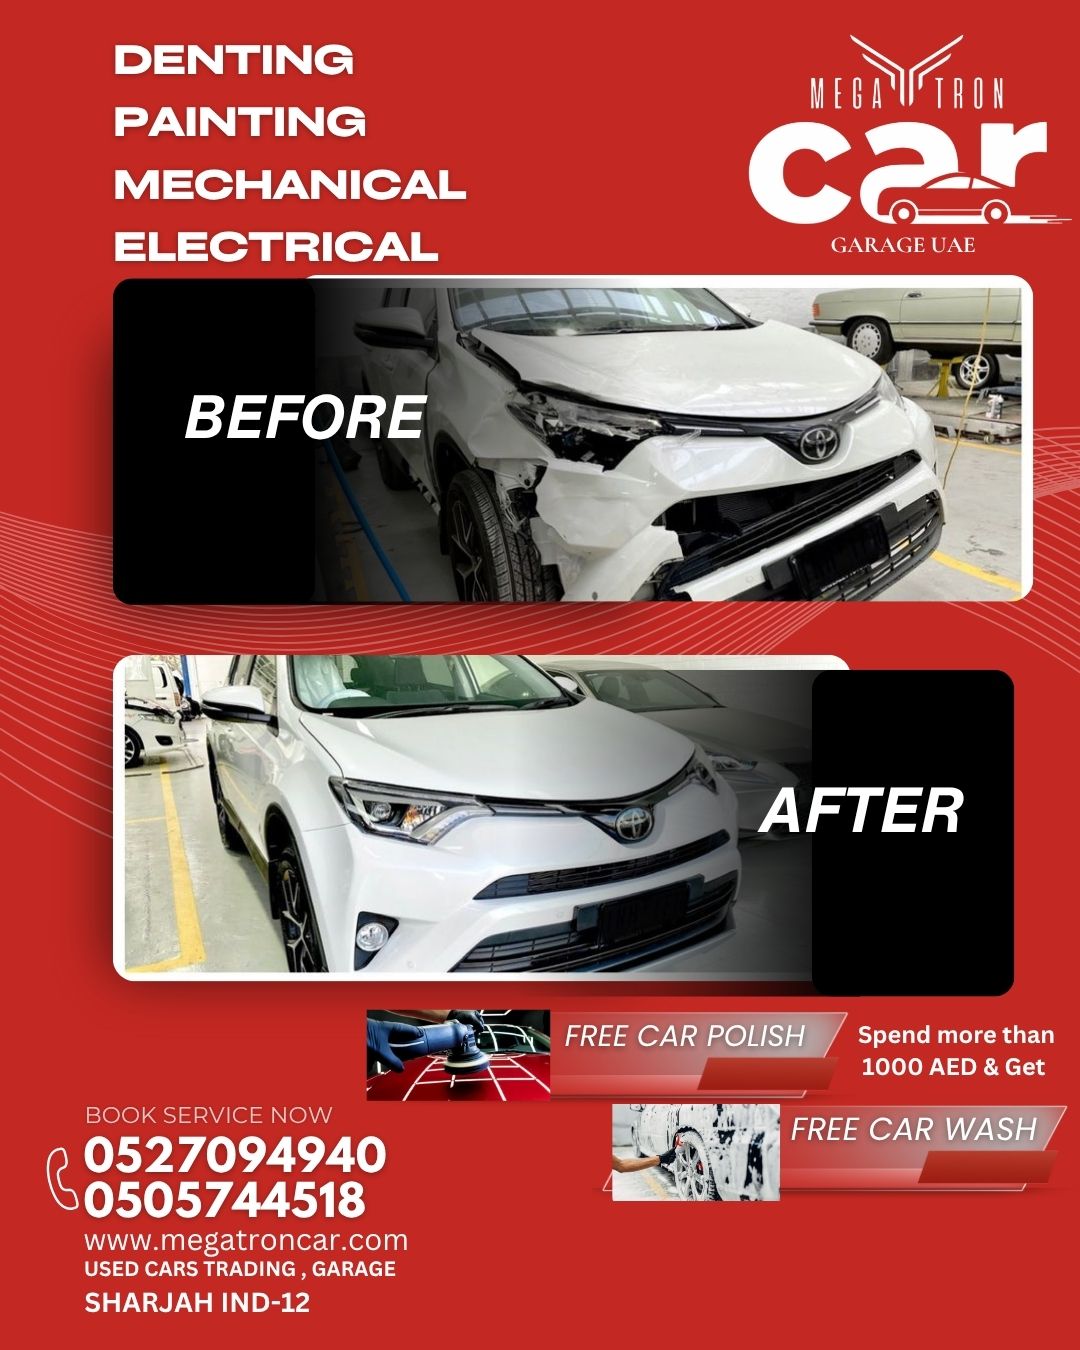 DENTING
PAINTING
MECHANICAL
ELECTRICAL
MEGA TRON
car
GARAGE UAE
BEFORE
AFTER
FREE CAR POLISH
Spend more than
1000 AED & Get
FREE CAR WASH
BOOK SERVICE NOW
0527094940
0505744518
www.megatroncar.com
USED CARS TRADING , GARAGE
SHARJAH IND-12